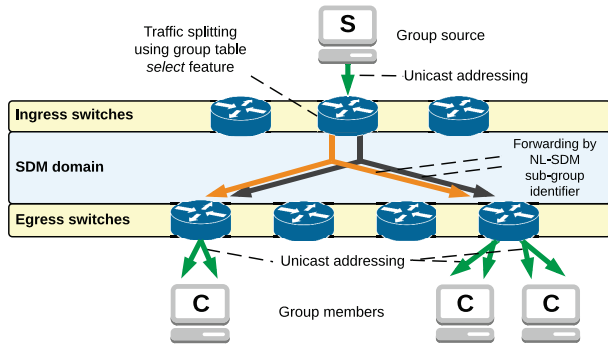 Traffic splitting
using group table
select feature
S
Group source
Unicast addressing
Ingress switches
SDM domain
Forwarding by
NL-SDM
sub-group
identifier
Egress switches
Unicast addressing
C
Group members
C
C